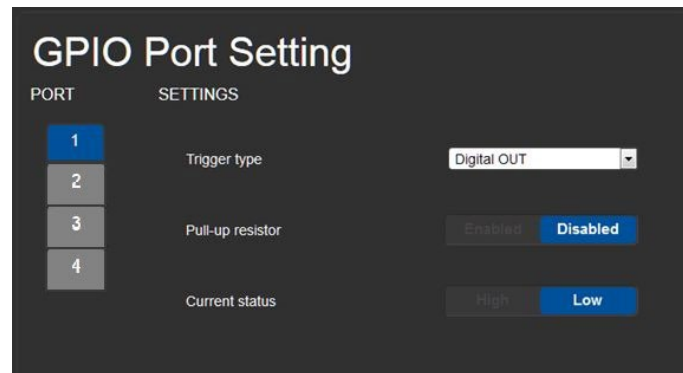 GPIO Port Setting
PORT SETTINGS
1
Trigger type Digital OUT
2
3
Pull-up resistor Enabled Disabled
4
Current status High Low